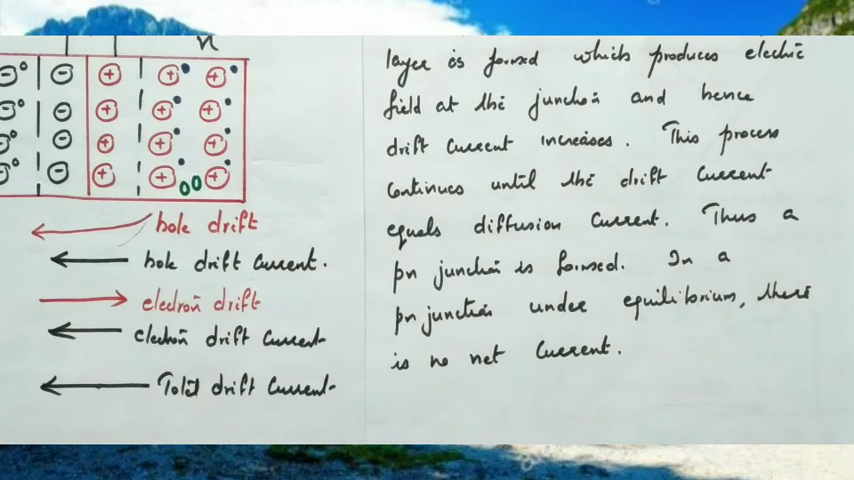 n
hole drift
hole drift current.
electron drift
electron drift current
Total drift current
layer is formed which produces electric
field at the junction and hence
drift current increases. This process
continues until the drift current
equals diffusion current. Thus a
pn junction is formed. In a
pn junction under equilibrium, there
is no net current.